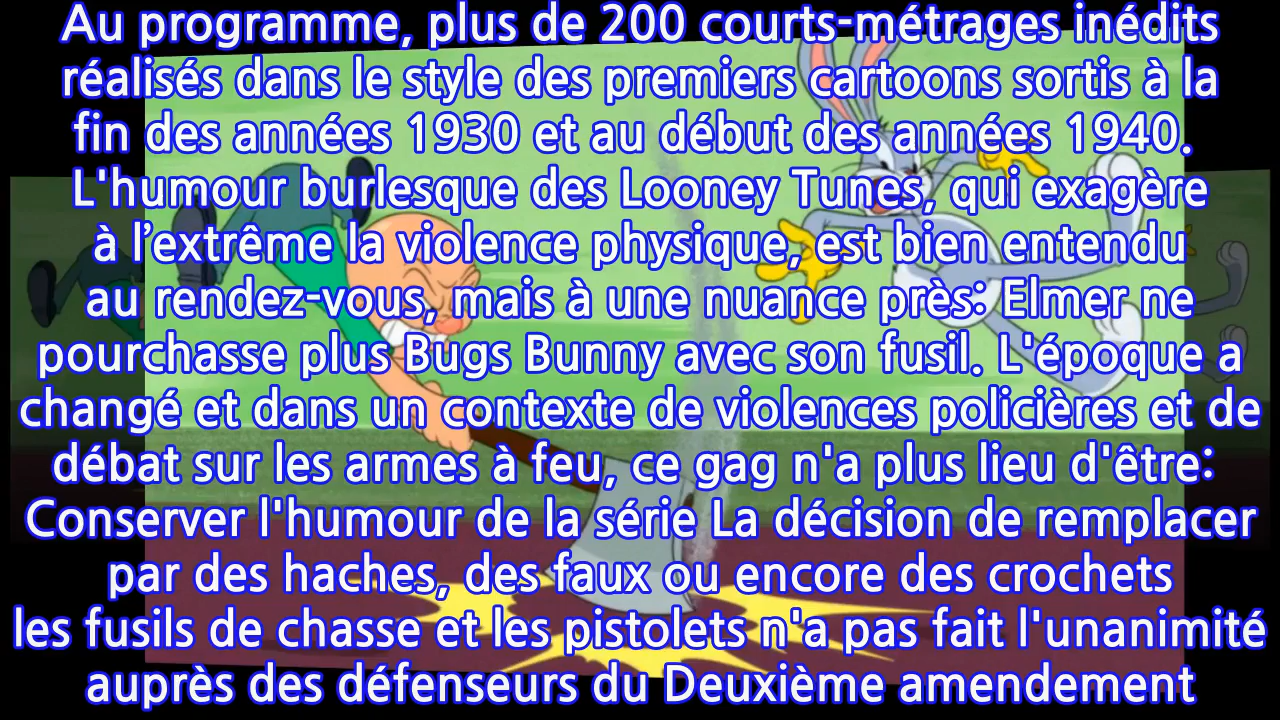 Au programme, plus de 200 courts-métrages inédits
réalisés dans le style des premiers cartoons sortis à la
fin des années 1930 et au début des années 1940.
L'humour burlesque des Looney Tunes, qui exagère
à l’extrême la violence physique, est bien entendu
au rendez-vous, mais à une nuance près: Elmer ne
pourchasse plus Bugs Bunny avec son fusil. L'époque a
changé et dans un contexte de violences policières et de
débat sur les armes à feu, ce gag n'a plus lieu d'être:
Conserver l'humour de la série La décision de remplacer
par des haches, des faux ou encore des crochets
les fusils de chasse et les pistolets n'a pas fait l'unanimité
auprès des défenseurs du Deuxième amendement